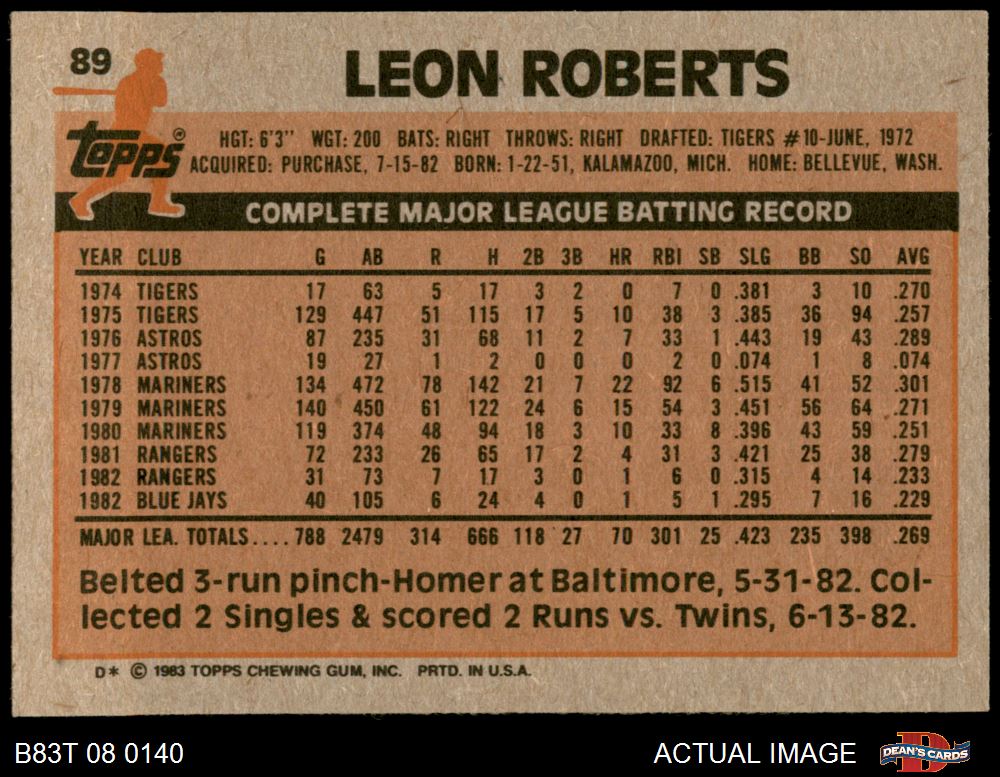 89
LEON ROBERTS
topps®
HGT: 6'3'' WGT: 200 BATS: RIGHT THROWS: RIGHT DRAFTED: TIGERS #10-JUNE, 1972
ACQUIRED: PURCHASE, 7-15-82 BORN: 1-22-51, KALAMAZOO, MICH. HOME: BELLEVUE, WASH.
COMPLETE MAJOR LEAGUE BATTING RECORD
YEAR CLUB G AB R H 2B 3B HR RBI SB SLG BB SO AVG
1974 TIGERS 17 63 5 17 3 2 0 7 0 .381 3 10 .270
1975 TIGERS 129 447 51 115 17 5 10 38 3 .385 36 94 .257
1976 ASTROS 87 235 31 68 11 2 7 33 1 .443 19 43 .289
1977 ASTROS 19 27 1 2 0 0 0 2 0 .074 1 8 .074
1978 MARINERS 134 472 78 142 21 7 22 92 6 .515 41 52 .301
1979 MARINERS 140 450 61 122 24 6 15 54 3 .451 56 64 .271
1980 MARINERS 119 374 48 94 18 3 10 33 8 .396 43 59 .251
1981 RANGERS 72 233 26 65 17 2 4 31 3 .421 25 38 .279
1982 RANGERS 31 73 7 17 3 0 1 6 0 .315 4 14 .233
1982 BLUE JAYS 40 105 6 24 4 0 1 5 1 .295 7 16 .229
MAJOR LEA. TOTALS.... 788 2479 314 666 118 27 70 301 25 .423 235 398 .269
Belted 3-run pinch-Homer at Baltimore, 5-31-82. Col-
lected 2 Singles & scored 2 Runs vs. Twins, 6-13-82.
D* © 1983 TOPPS CHEWING GUM, INC. PRTD. IN U.S.A.
B83T 08 0140 ACTUAL IMAGE DEAN'S CARDS